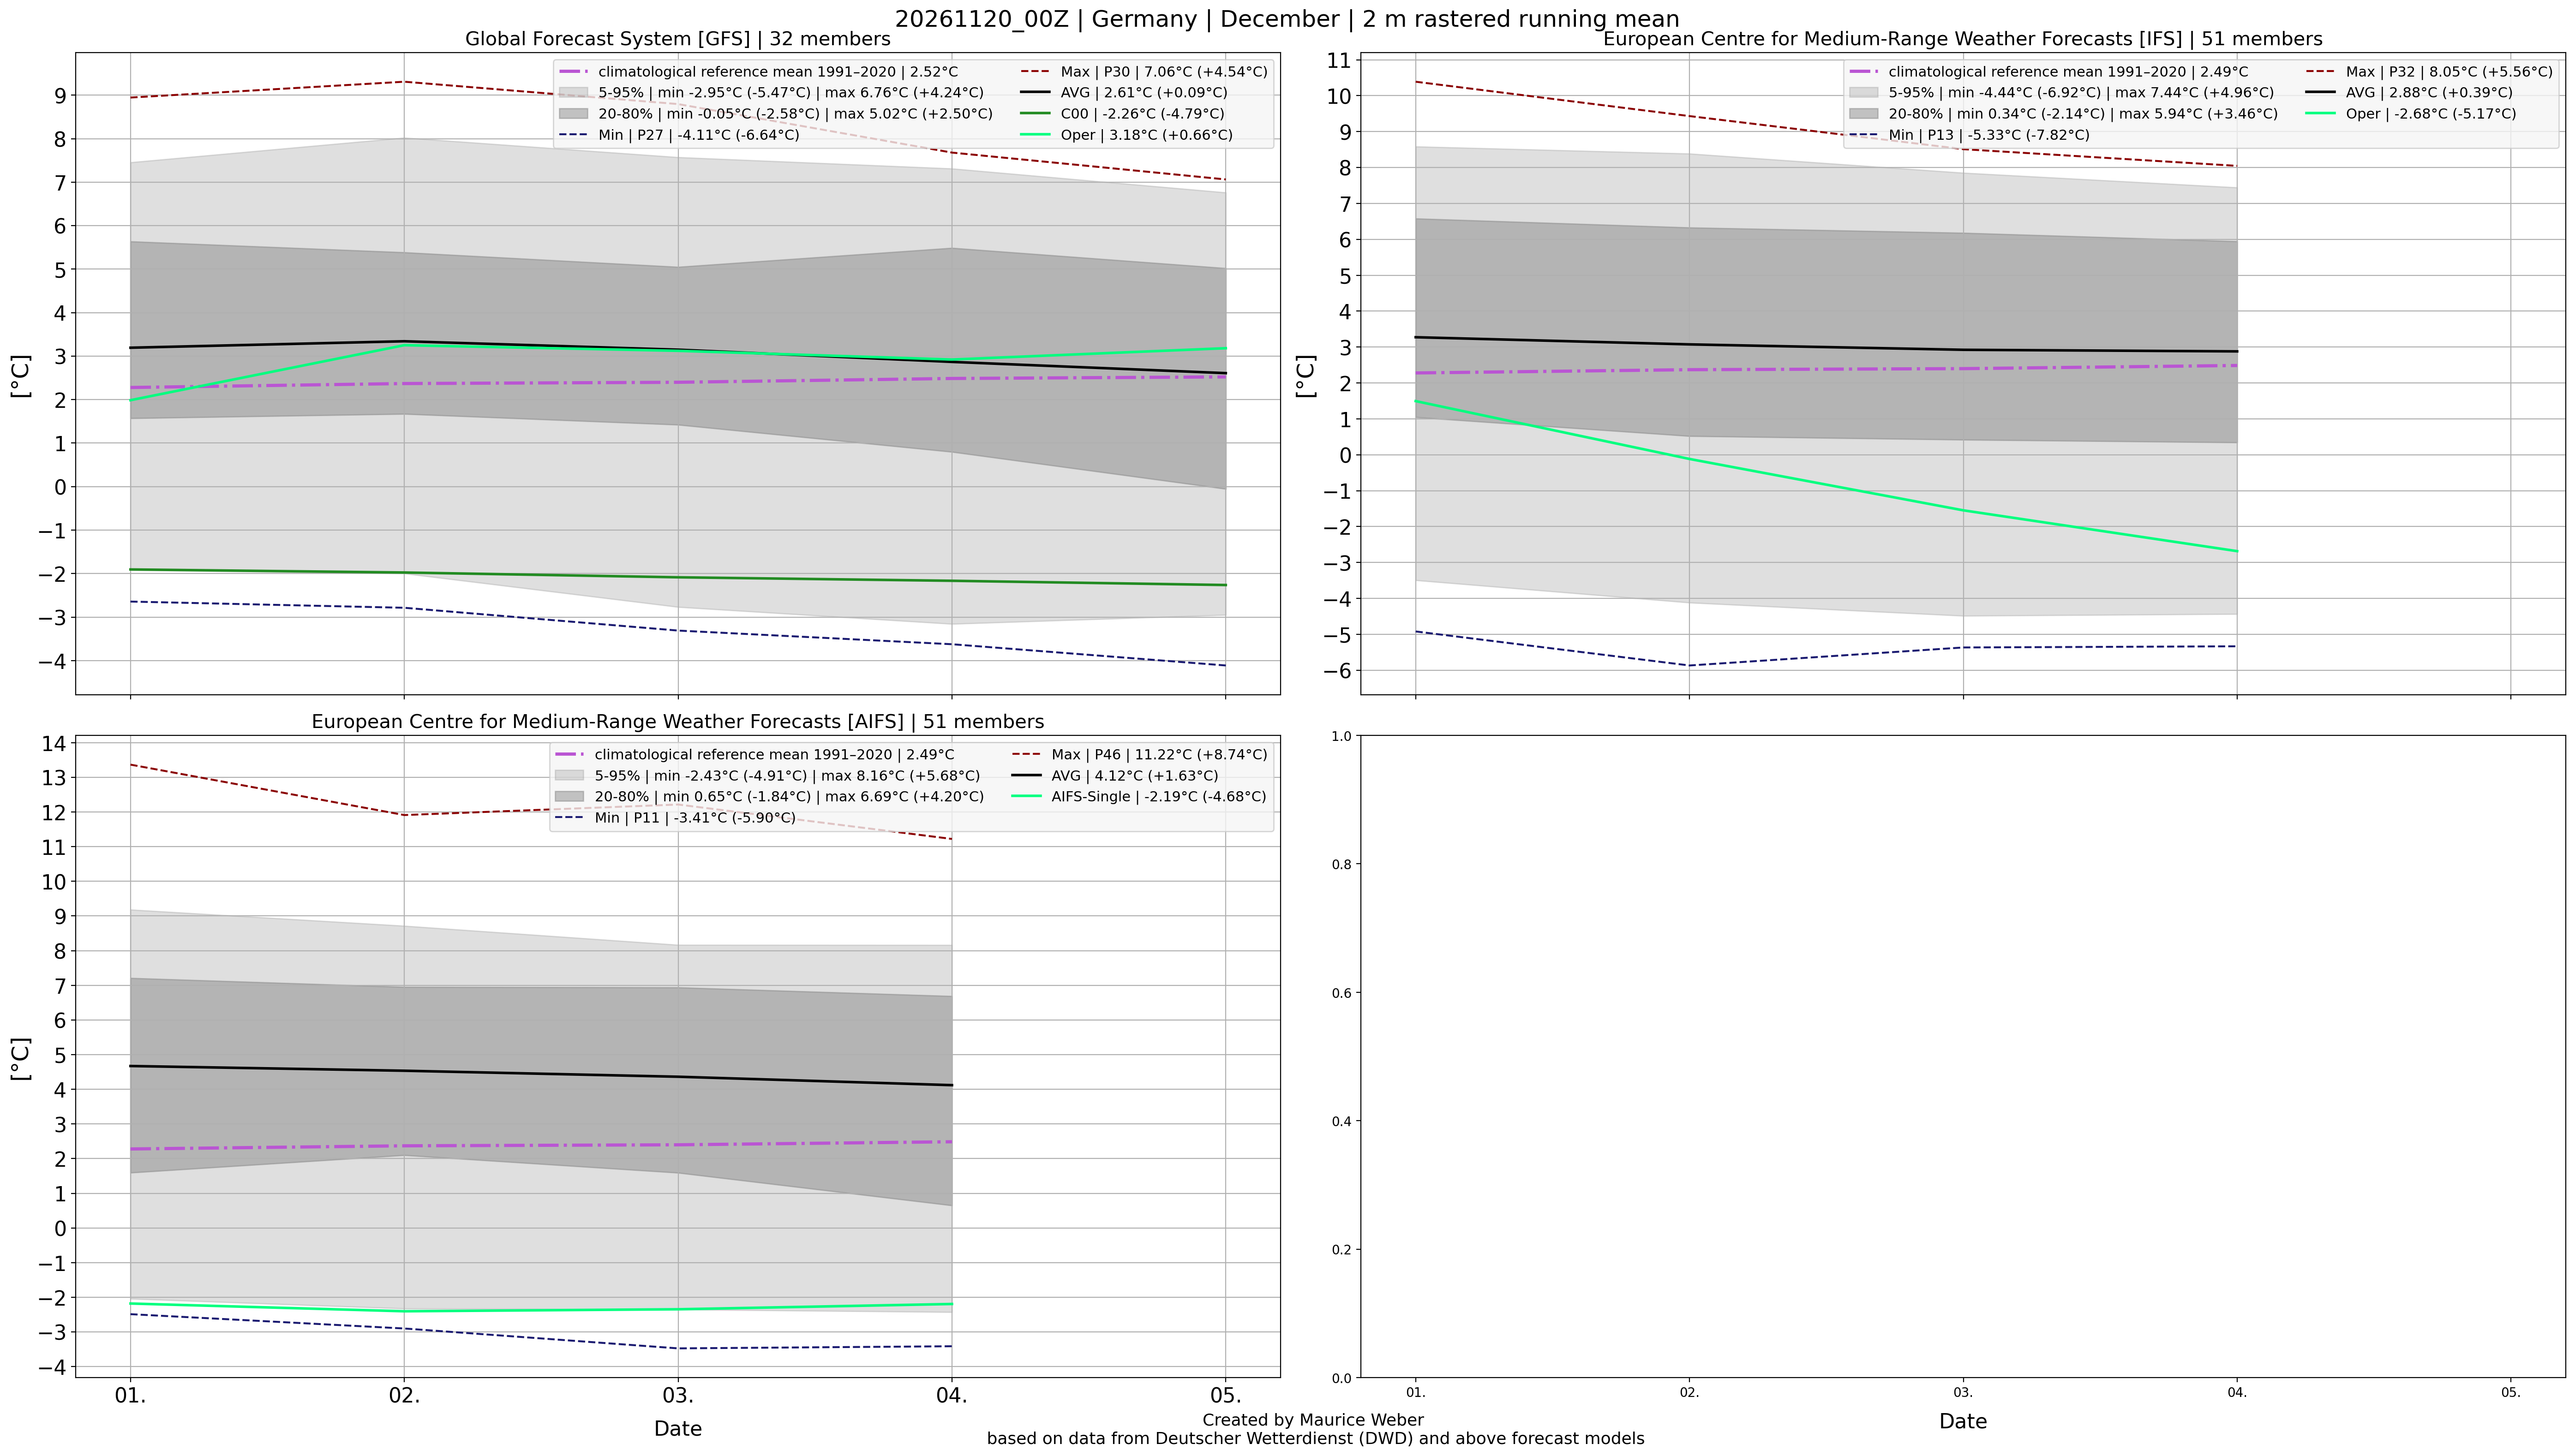 20261120_00Z | Germany | December | 2 m rastered running mean
Global Forecast System [GFS] | 32 members
climatological reference mean 1991–2020 | 2.52°C
5-95% | min -2.95°C (-5.47°C) | max 6.76°C (+4.24°C)
20-80% | min -0.05°C (-2.58°C) | max 5.02°C (+2.50°C)
Min | P27 | -4.11°C (-6.64°C)
Max | P30 | 7.06°C (+4.54°C)
AVG | 2.61°C (+0.09°C)
C00 | -2.26°C (-4.79°C)
Oper | 3.18°C (+0.66°C)
[°C]
9
8
7
6
5
4
3
2
1
0
−1
−2
−3
−4
European Centre for Medium-Range Weather Forecasts [IFS] | 51 members
climatological reference mean 1991–2020 | 2.49°C
5-95% | min -4.44°C (-6.92°C) | max 7.44°C (+4.96°C)
20-80% | min 0.34°C (-2.14°C) | max 5.94°C (+3.46°C)
Min | P13 | -5.33°C (-7.82°C)
Max | P32 | 8.05°C (+5.56°C)
AVG | 2.88°C (+0.39°C)
Oper | -2.68°C (-5.17°C)
[°C]
11
10
9
8
7
6
5
4
3
2
1
0
−1
−2
−3
−4
−5
−6
European Centre for Medium-Range Weather Forecasts [AIFS] | 51 members
climatological reference mean 1991–2020 | 2.49°C
5-95% | min -2.43°C (-4.91°C) | max 8.16°C (+5.68°C)
20-80% | min 0.65°C (-1.84°C) | max 6.69°C (+4.20°C)
Min | P11 | -3.41°C (-5.90°C)
Max | P46 | 11.22°C (+8.74°C)
AVG | 4.12°C (+1.63°C)
AIFS-Single | -2.19°C (-4.68°C)
[°C]
14
13
12
11
10
9
8
7
6
5
4
3
2
1
0
−1
−2
−3
−4
01. 02. 03. 04. 05.
Date
1.0
0.8
0.6
0.4
0.2
0.0
01. 02. 03. 04. 05.
Date
Created by Maurice Weber
based on data from Deutscher Wetterdienst (DWD) and above forecast models